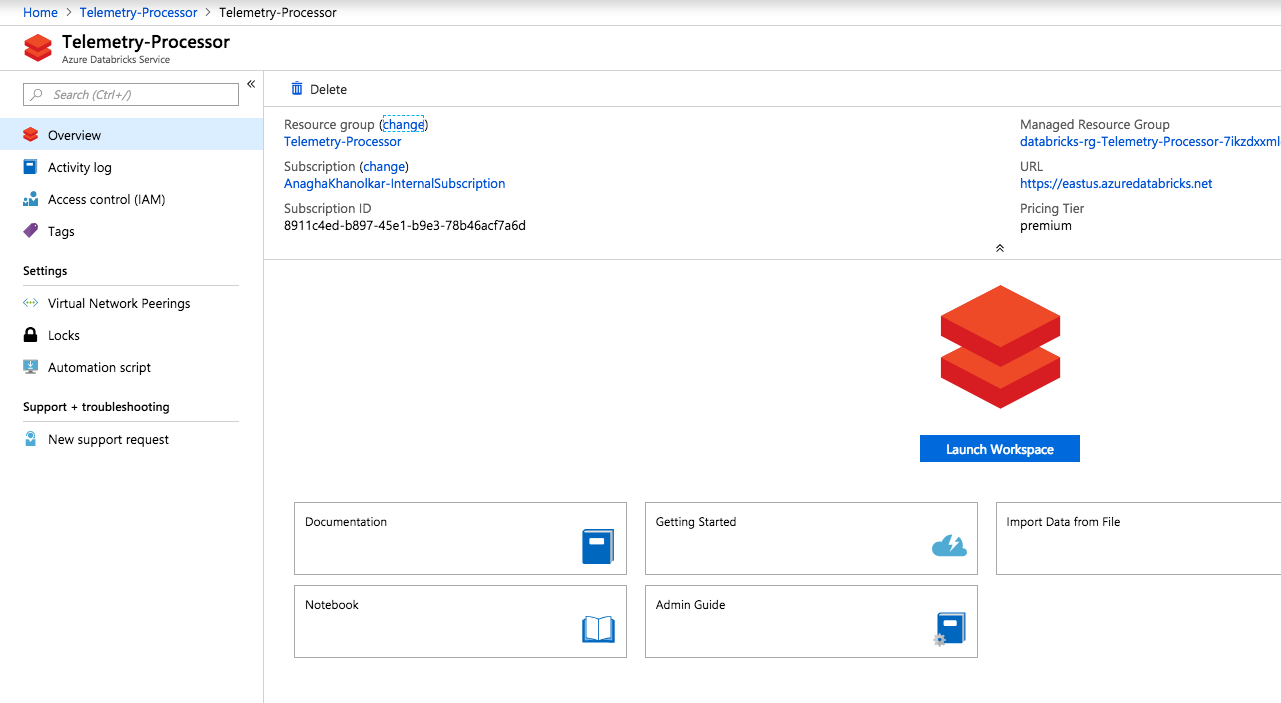 Home > Telemetry-Processor > Telemetry-Processor
Telemetry-Processor
Azure Databricks Service
Search (Ctrl+/)
«
Overview
Activity log
Access control (IAM)
Tags
Settings
Virtual Network Peerings
Locks
Automation script
Support + troubleshooting
New support request
Delete
Resource group (change)
Telemetry-Processor
Subscription (change)
AnaghaKhanolkar-InternalSubscription
Subscription ID
8911c4ed-b897-45e1-b9e3-78b46acf7a6d
Managed Resource Group
databricks-rg-Telemetry-Processor-7ikzdxxml
URL
https://eastus.azuredatabricks.net
Pricing Tier
premium
Launch Workspace
Documentation
Getting Started
Import Data from File
Notebook
Admin Guide